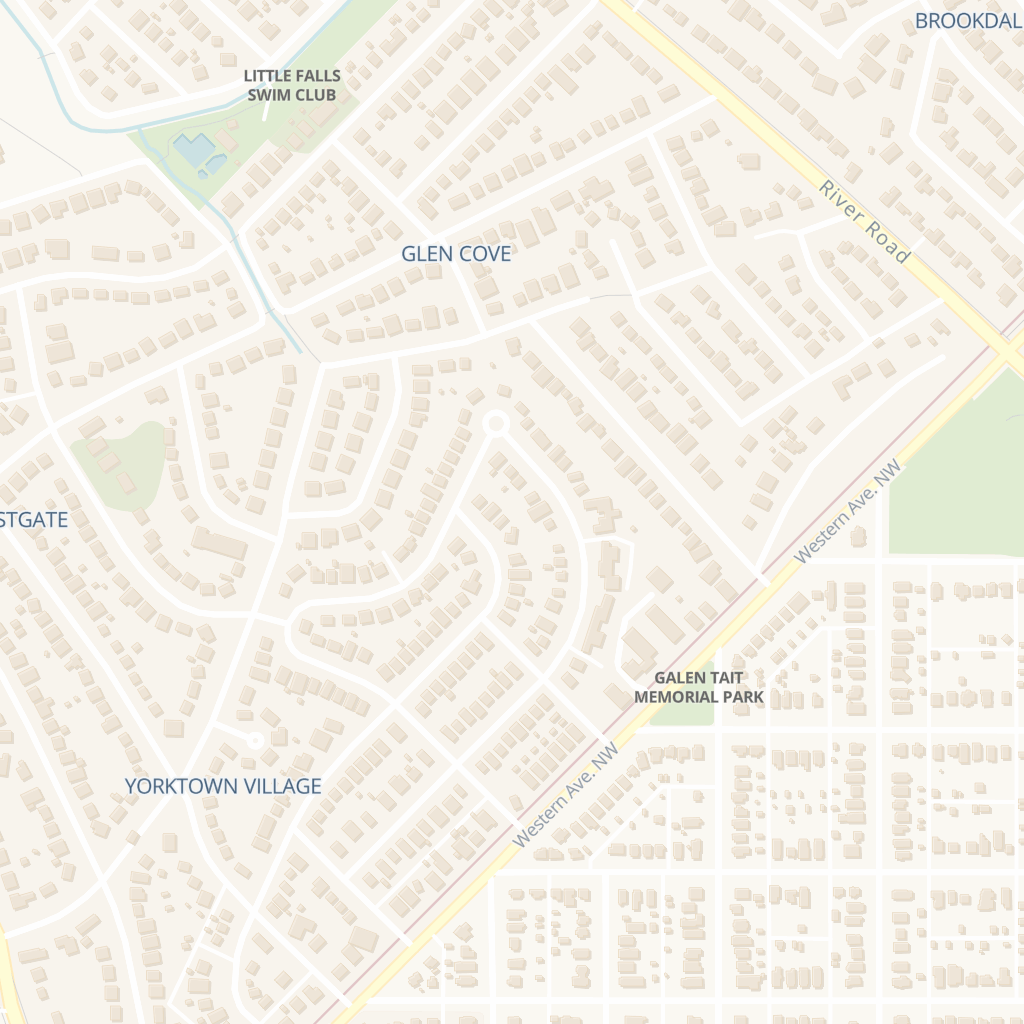 BROOKDAL
LITTLE FALLS
SWIM CLUB
River Road
GLEN COVE
Western Ave. NW
STGATE
GALEN TAIT
MEMORIAL PARK
Western Ave. NW
YORKTOWN VILLAGE